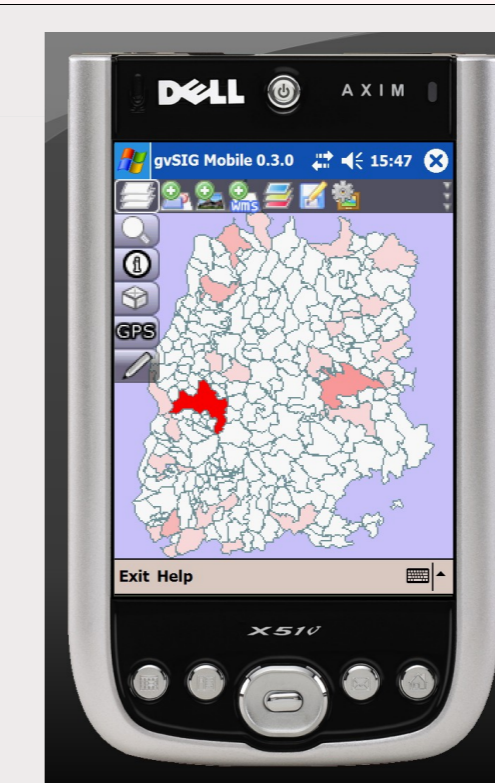 DELL
AXIM
gvSIG Mobile 0.3.0 15:47
wms
GPS
Exit Help
X51v